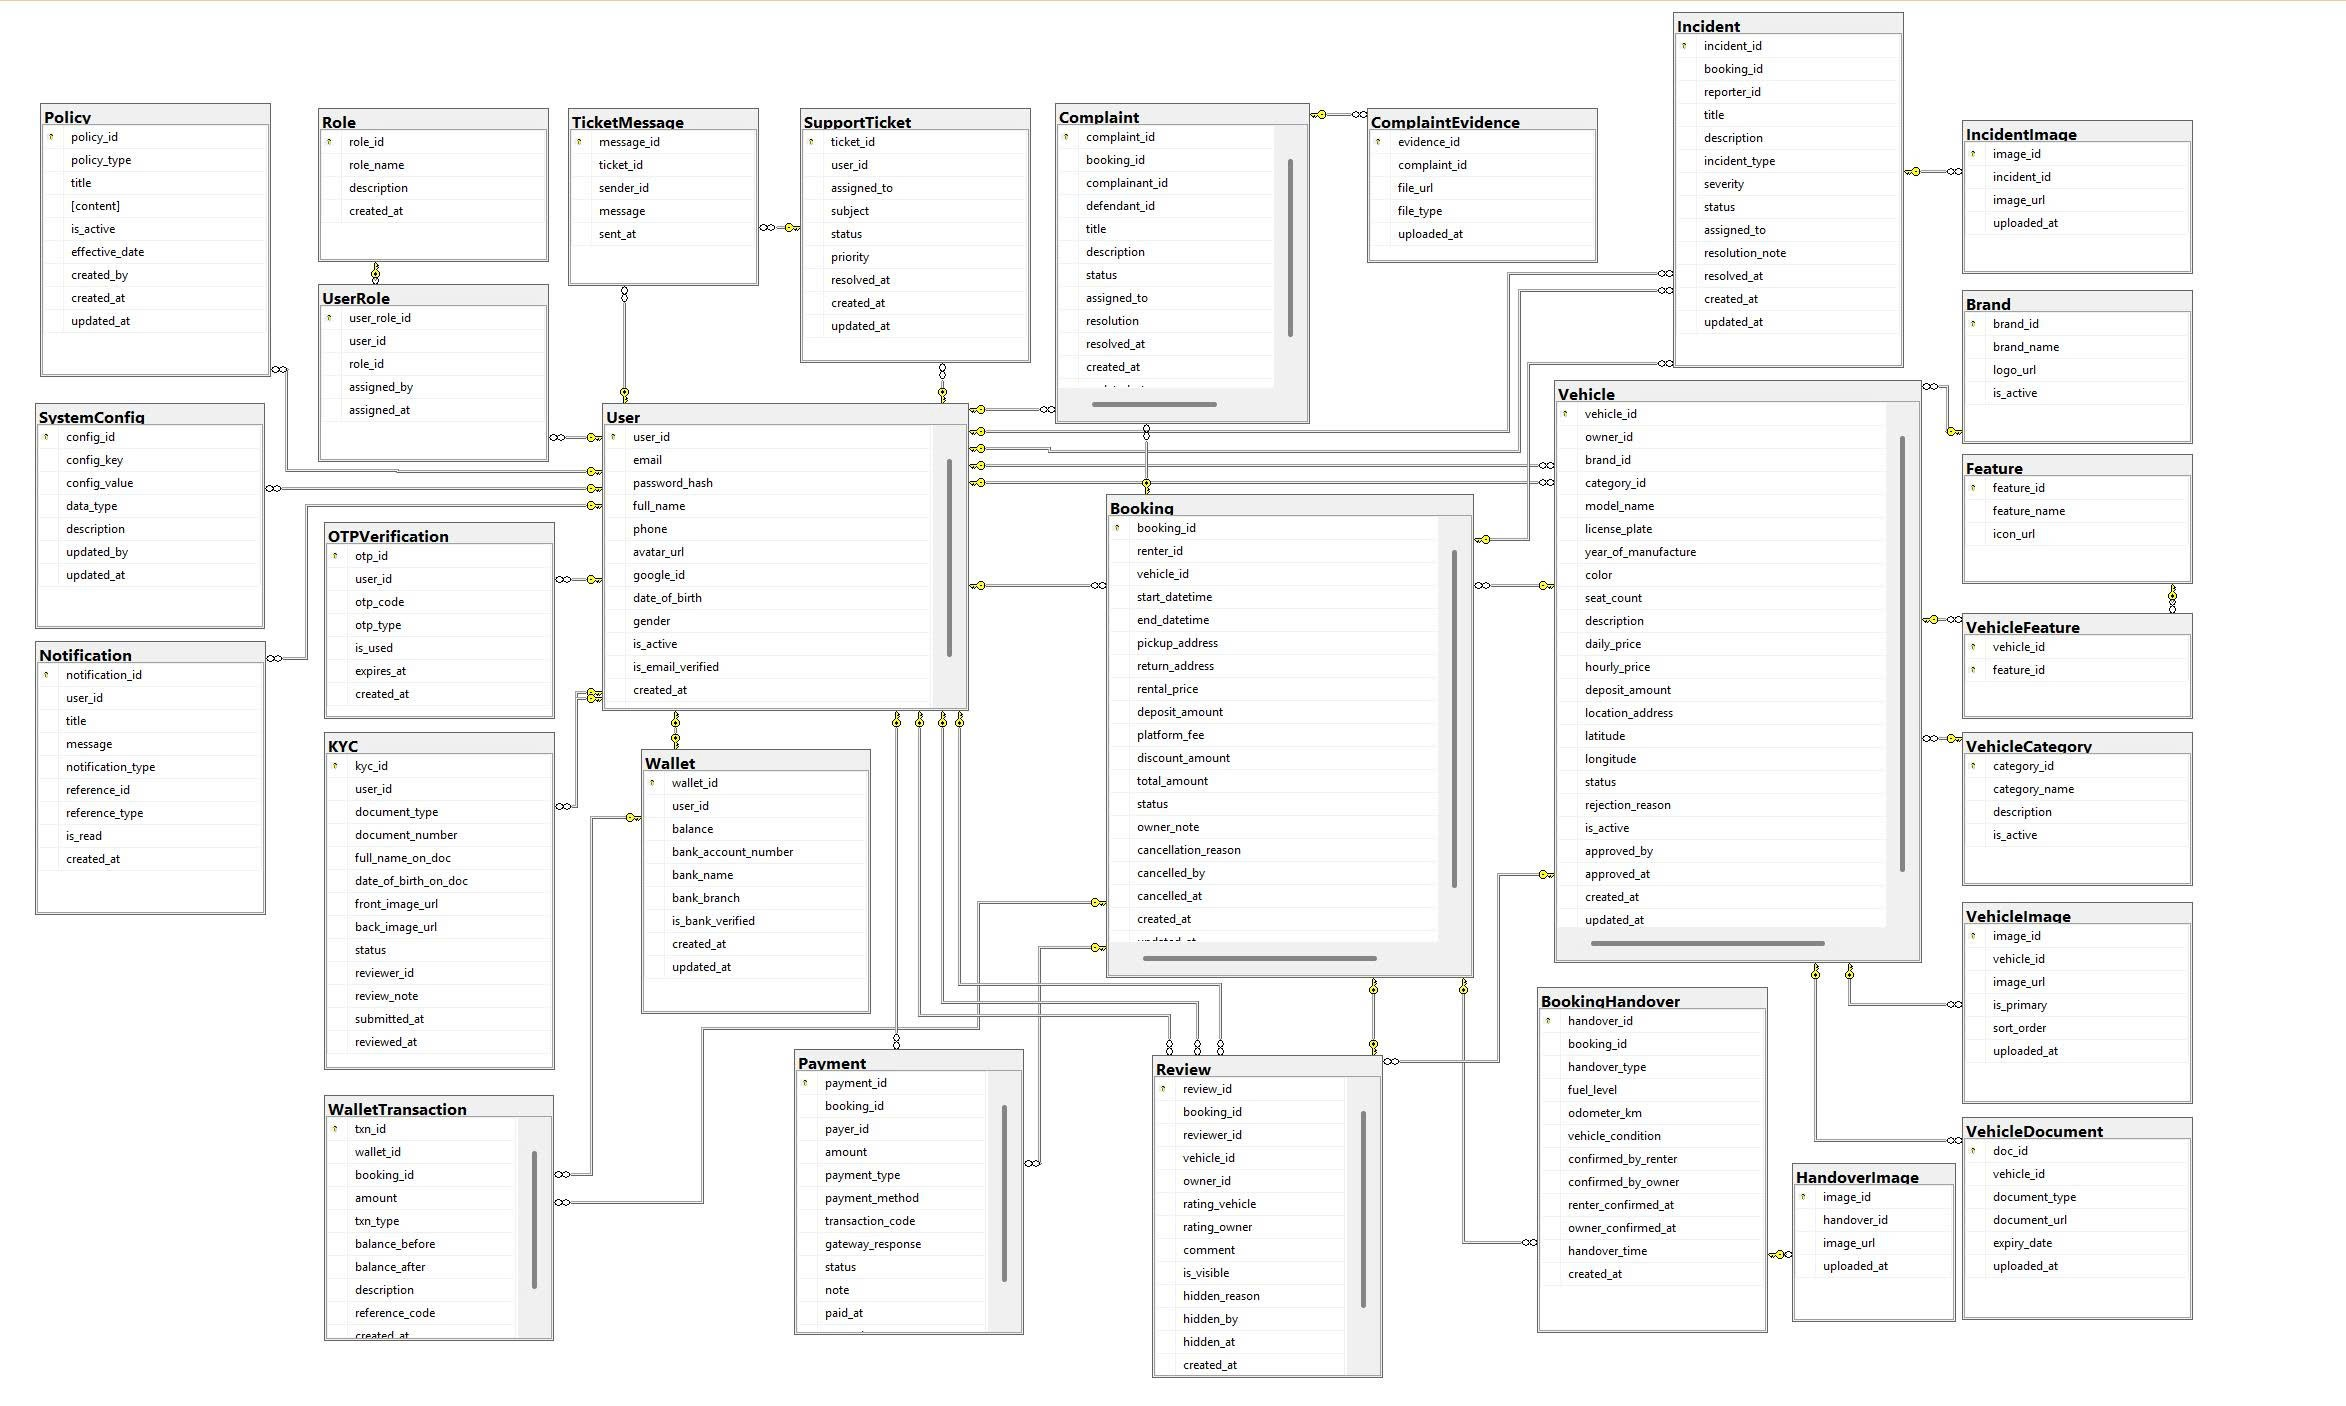 Policy
policy_id
policy_type
title
[content]
is_active
effective_date
created_by
created_at
updated_at
Role
role_id
role_name
description
created_at
TicketMessage
message_id
ticket_id
sender_id
message
sent_at
SupportTicket
ticket_id
user_id
assigned_to
subject
status
priority
resolved_at
created_at
updated_at
Complaint
complaint_id
booking_id
complainant_id
defendant_id
title
description
status
assigned_to
resolution
resolved_at
created_at
ComplaintEvidence
evidence_id
complaint_id
file_url
file_type
uploaded_at
Incident
incident_id
booking_id
reporter_id
title
description
incident_type
severity
status
assigned_to
resolution_note
resolved_at
created_at
updated_at
IncidentImage
image_id
incident_id
image_url
uploaded_at
UserRole
user_role_id
user_id
role_id
assigned_by
assigned_at
Brand
brand_id
brand_name
logo_url
is_active
SystemConfig
config_id
config_key
config_value
data_type
description
updated_by
updated_at
User
user_id
email
password_hash
full_name
phone
avatar_url
google_id
date_of_birth
gender
is_active
is_email_verified
created_at
Vehicle
vehicle_id
owner_id
brand_id
category_id
model_name
license_plate
year_of_manufacture
color
seat_count
description
daily_price
hourly_price
deposit_amount
location_address
latitude
longitude
status
rejection_reason
is_active
approved_by
approved_at
created_at
updated_at
Feature
feature_id
feature_name
icon_url
Booking
booking_id
renter_id
vehicle_id
start_datetime
end_datetime
pickup_address
return_address
rental_price
deposit_amount
platform_fee
discount_amount
total_amount
status
owner_note
cancellation_reason
cancelled_by
cancelled_at
created_at
updated_at
OTPVerification
otp_id
user_id
otp_code
otp_type
is_used
expires_at
created_at
VehicleFeature
vehicle_id
feature_id
Notification
notification_id
user_id
title
message
notification_type
reference_id
reference_type
is_read
created_at
KYC
kyc_id
user_id
document_type
document_number
full_name_on_doc
date_of_birth_on_doc
front_image_url
back_image_url
status
reviewer_id
review_note
submitted_at
reviewed_at
Wallet
wallet_id
user_id
balance
bank_account_number
bank_name
bank_branch
is_bank_verified
created_at
updated_at
VehicleCategory
category_id
category_name
description
is_active
VehicleImage
image_id
vehicle_id
image_url
is_primary
sort_order
uploaded_at
BookingHandover
handover_id
booking_id
handover_type
fuel_level
odometer_km
vehicle_condition
confirmed_by_renter
confirmed_by_owner
renter_confirmed_at
owner_confirmed_at
handover_time
created_at
Payment
payment_id
booking_id
payer_id
amount
payment_type
payment_method
transaction_code
gateway_response
status
note
paid_at
Review
review_id
booking_id
reviewer_id
vehicle_id
owner_id
rating_vehicle
rating_owner
comment
is_visible
hidden_reason
hidden_by
hidden_at
created_at
WalletTransaction
txn_id
wallet_id
booking_id
amount
txn_type
balance_before
balance_after
description
reference_code
created_at
HandoverImage
image_id
handover_id
image_url
uploaded_at
VehicleDocument
doc_id
vehicle_id
document_type
document_url
expiry_date
uploaded_at